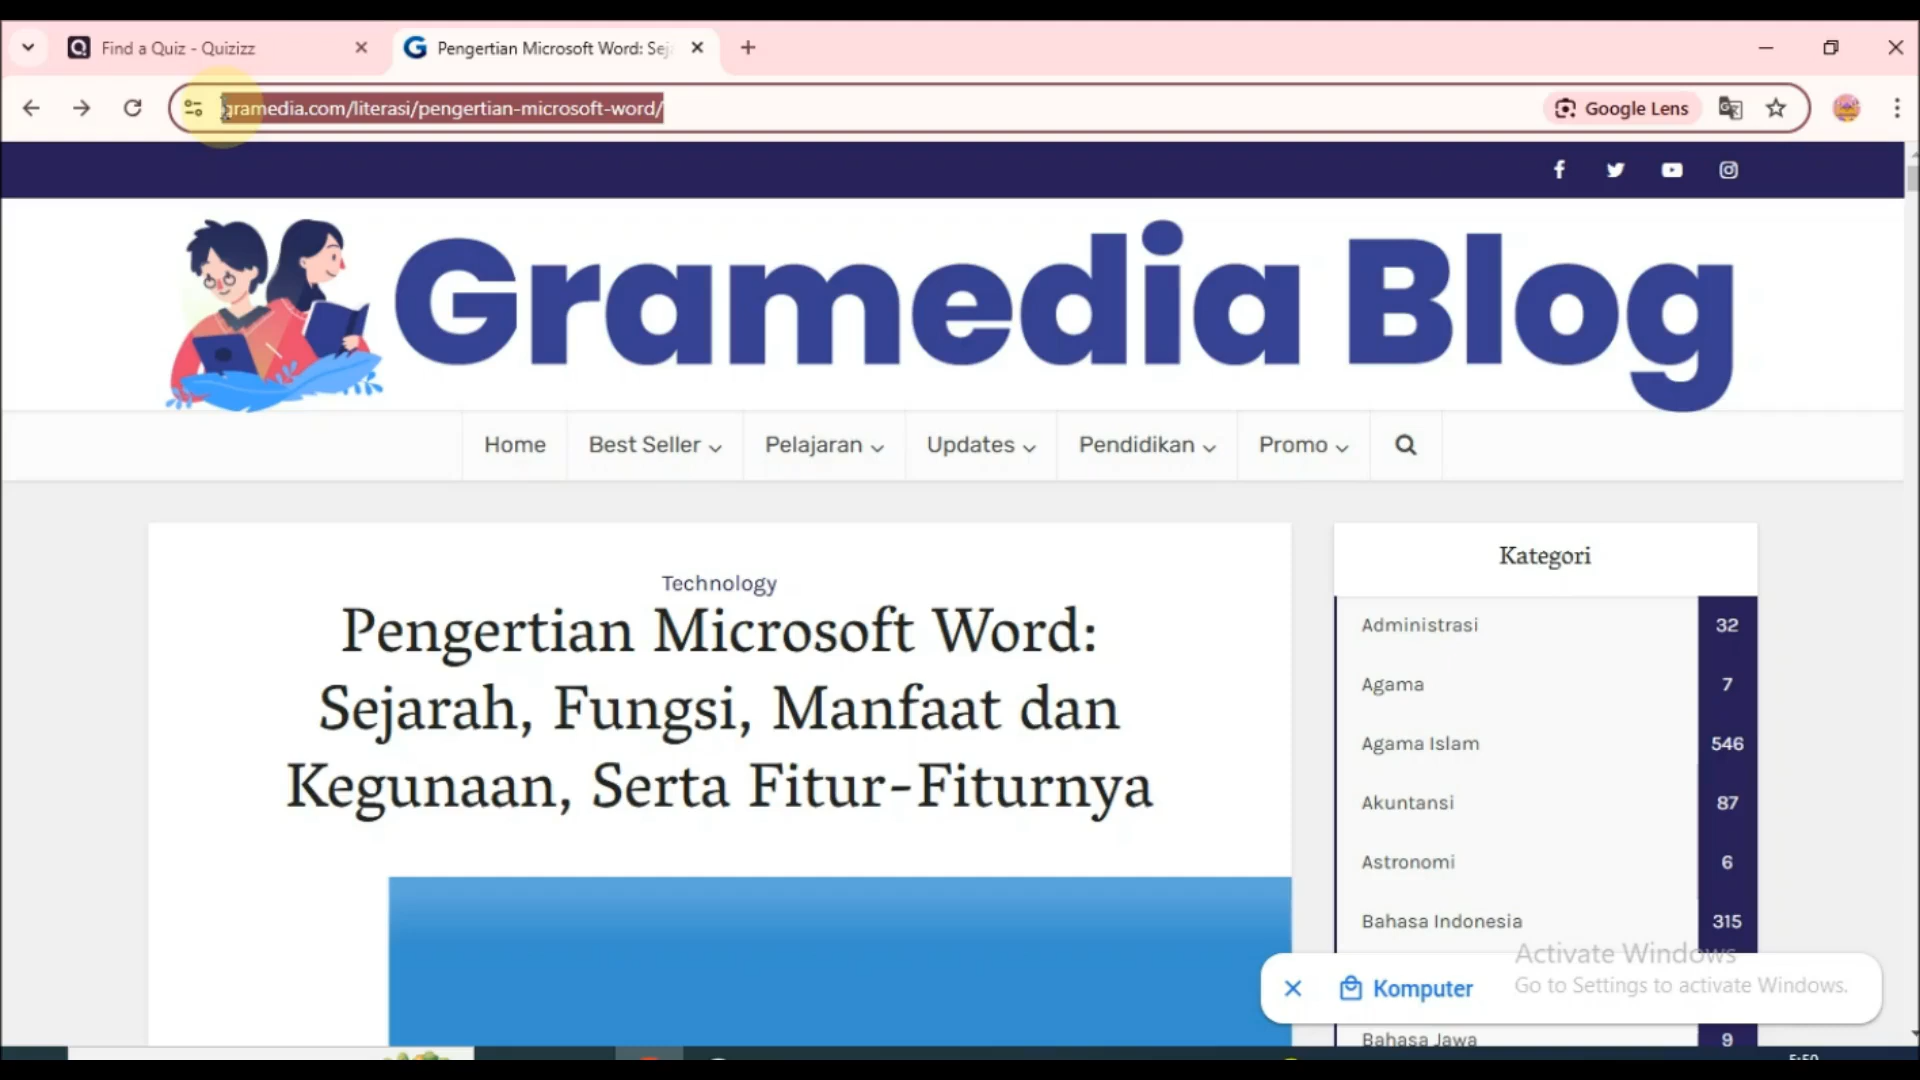 Find a Quiz - Quizizz
Pengertian Microsoft Word: Sej
gramedia.com/literasi/pengertian-microsoft-word/
Google Lens
Gramedia Blog
Home
Best Seller
Pelajaran
Updates
Pendidikan
Promo
Technology
Pengertian Microsoft Word:
Sejarah, Fungsi, Manfaat dan
Kegunaan, Serta Fitur-Fiturnya
Kategori
Administrasi 32
Agama 7
Agama Islam 546
Akuntansi 87
Astronomi 6
Bahasa Indonesia 315
Activate Windows
Komputer
Go to Settings to activate Windows.
Bahasa Jawa 9